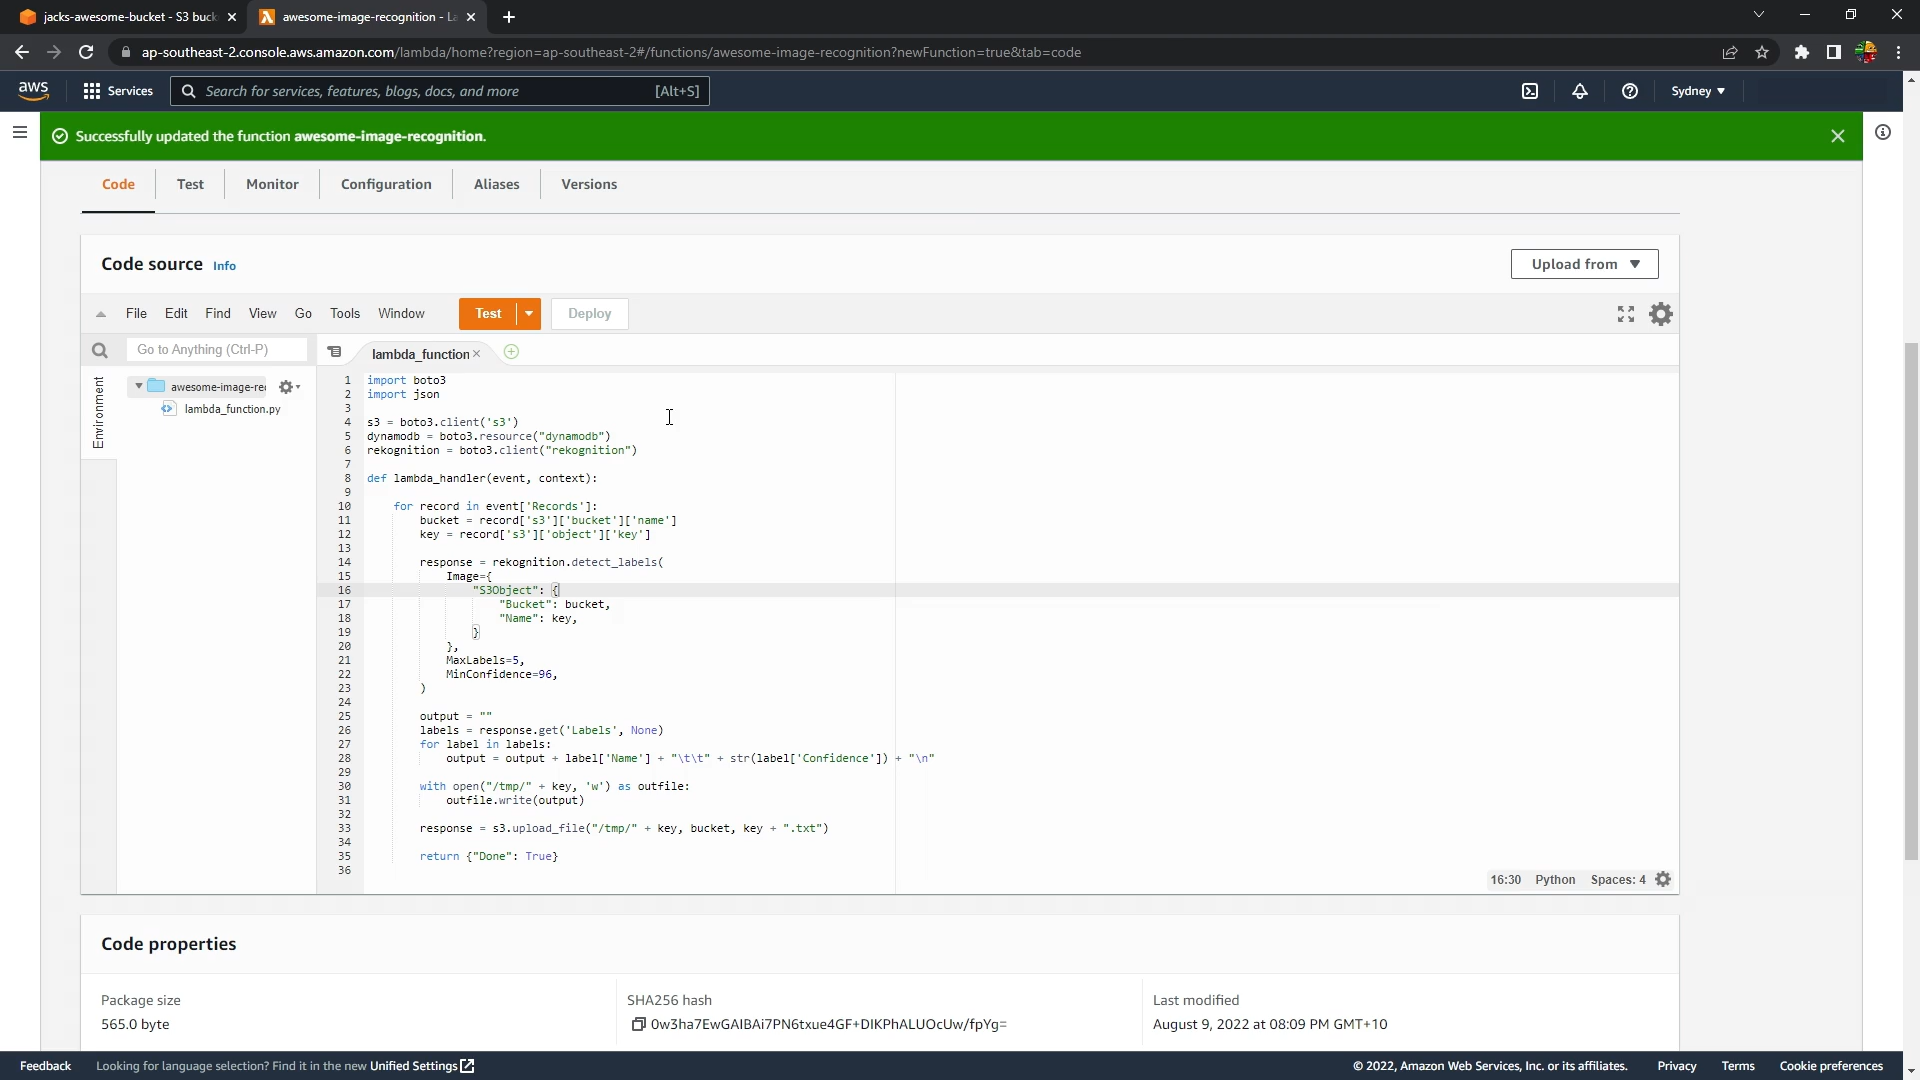 jacks-awesome-bucket - S3 buck
awesome-image-recognition - La
ap-southeast-2.console.aws.amazon.com/lambda/home?region=ap-southeast-2#/functions/awesome-image-recognition?newFunction=true&tab=code
aws Services Search for services, features, blogs, docs, and more [Alt+S] Sydney
Successfully updated the function awesome-image-recognition.
Code Test Monitor Configuration Aliases Versions
Code source Info Upload from
File Edit Find View Go Tools Window Test Deploy
Go to Anything (Ctrl-P) lambda_function
Environment
awesome-image-re
lambda_function.py
1 import boto3
2 import json
3
4 s3 = boto3.client('s3')
5 dynamodb = boto3.resource("dynamodb")
6 rekognition = boto3.client("rekognition")
7
8 def lambda_handler(event, context):
9
10 for record in event['Records']:
11 bucket = record['s3']['bucket']['name']
12 key = record['s3']['object']['key']
13
14 response = rekognition.detect_labels(
15 Image={
16 "S3Object": {
17 "Bucket": bucket,
18 "Name": key,
19 }
20 },
21 MaxLabels=5,
22 MinConfidence=96,
23 )
24
25 output = ""
26 labels = response.get('Labels', None)
27 for label in labels:
28 output = output + label['Name'] + "\t\t" + str(label['Confidence']) + "\n"
29
30 with open("/tmp/" + key, 'w') as outfile:
31 outfile.write(output)
32
33 response = s3.upload_file("/tmp/" + key, bucket, key + ".txt")
34
35 return {"Done": True}
36
16:30 Python Spaces: 4
Code properties
Package size SHA256 hash Last modified
565.0 byte 0w3ha7EwGAIBAi7PN6txue4GF+DIKPhALUOcUw/fpYg= August 9, 2022 at 08:09 PM GMT+10
Feedback Looking for language selection? Find it in the new Unified Settings © 2022, Amazon Web Services, Inc. or its affiliates. Privacy Terms Cookie preferences